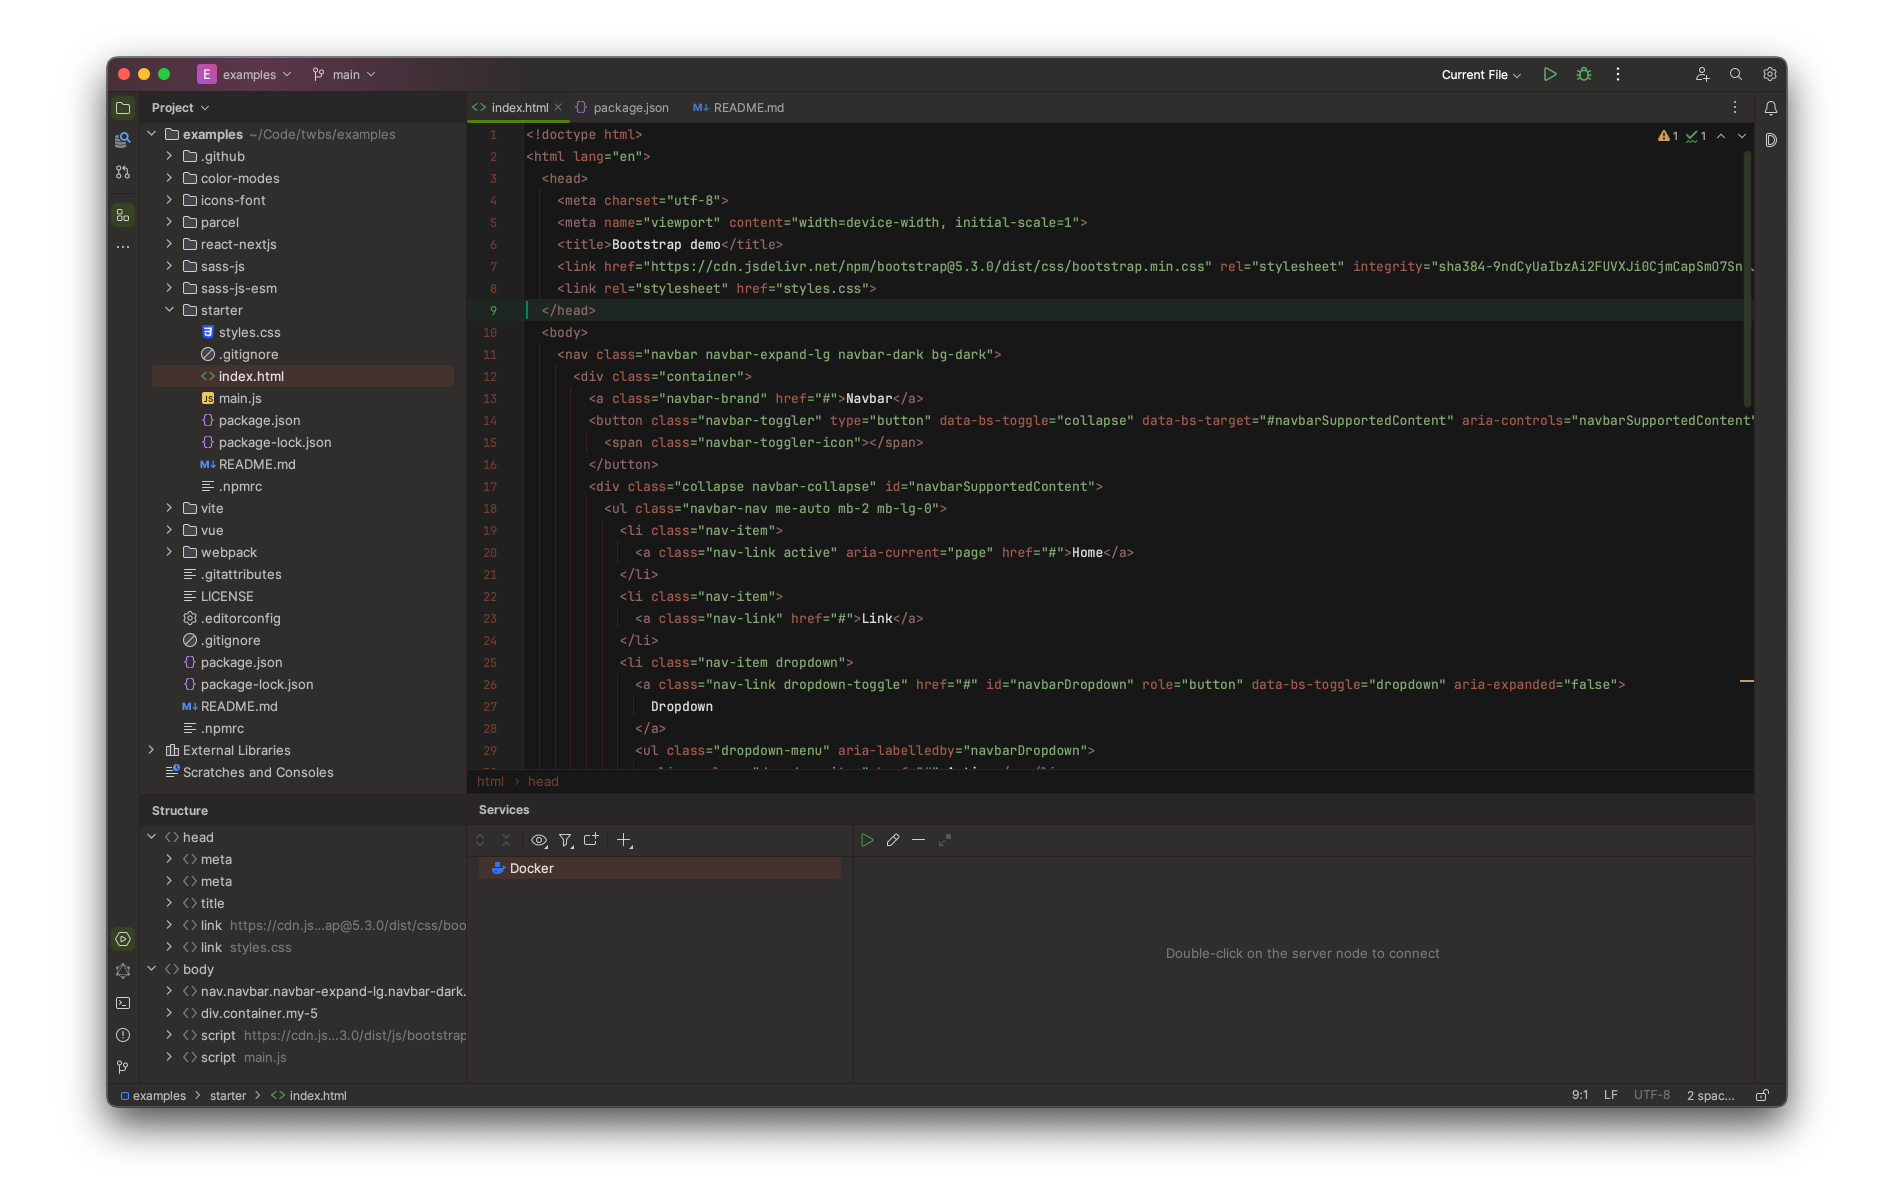 E examples main Current File
Project
examples ~/Code/twbs/examples
.github
color-modes
icons-font
parcel
react-nextjs
sass-js
sass-js-esm
starter
styles.css
.gitignore
index.html
JS main.js
package.json
package-lock.json
M↓ README.md
.npmrc
vite
vue
webpack
.gitattributes
LICENSE
.editorconfig
.gitignore
package.json
package-lock.json
M↓ README.md
.npmrc
External Libraries
Scratches and Consoles
index.html package.json M↓ README.md
1 1
1 <!doctype html>
2 <html lang="en">
3 <head>
4 <meta charset="utf-8">
5 <meta name="viewport" content="width=device-width, initial-scale=1">
6 <title>Bootstrap demo</title>
7 <link href="https://cdn.jsdelivr.net/npm/bootstrap@5.3.0/dist/css/bootstrap.min.css" rel="stylesheet" integrity="sha384-9ndCyUaIbzAi2FUVXJi0CjmCapSmO7Sn
8 <link rel="stylesheet" href="styles.css">
9 </head>
10 <body>
11 <nav class="navbar navbar-expand-lg navbar-dark bg-dark">
12 <div class="container">
13 <a class="navbar-brand" href="#">Navbar</a>
14 <button class="navbar-toggler" type="button" data-bs-toggle="collapse" data-bs-target="#navbarSupportedContent" aria-controls="navbarSupportedContent"
15 <span class="navbar-toggler-icon"></span>
16 </button>
17 <div class="collapse navbar-collapse" id="navbarSupportedContent">
18 <ul class="navbar-nav me-auto mb-2 mb-lg-0">
19 <li class="nav-item">
20 <a class="nav-link active" aria-current="page" href="#">Home</a>
21 </li>
22 <li class="nav-item">
23 <a class="nav-link" href="#">Link</a>
24 </li>
25 <li class="nav-item dropdown">
26 <a class="nav-link dropdown-toggle" href="#" id="navbarDropdown" role="button" data-bs-toggle="dropdown" aria-expanded="false">
27 Dropdown
28 </a>
29 <ul class="dropdown-menu" aria-labelledby="navbarDropdown">
html › head
Structure
head
meta
meta
title
link https://cdn.js...ap@5.3.0/dist/css/boo
link styles.css
body
nav.navbar.navbar-expand-lg.navbar-dark.
div.container.my-5
script https://cdn.js...3.0/dist/js/bootstrap
script main.js
Services
Docker
Double-click on the server node to connect
examples > starter > index.html 9:1 LF UTF-8 2 spac...